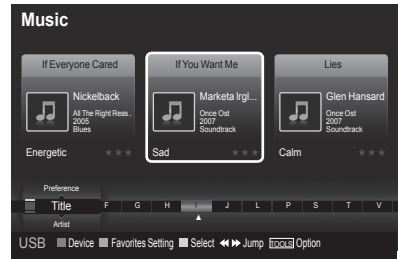 Music
If Everyone Cared
If You Want Me
Lies
Nickelback
All The Right Reas..
2005
Blues
Marketa Irgl...
Once Ost
2007
Soundtrack
Glen Hansard
Once Ost
2007
Soundtrack
Energetic
Sad
Calm
Preference
Title F G H I J L P S T V
Artist
USB Device Favorites Setting Select Jump TOOLS Option